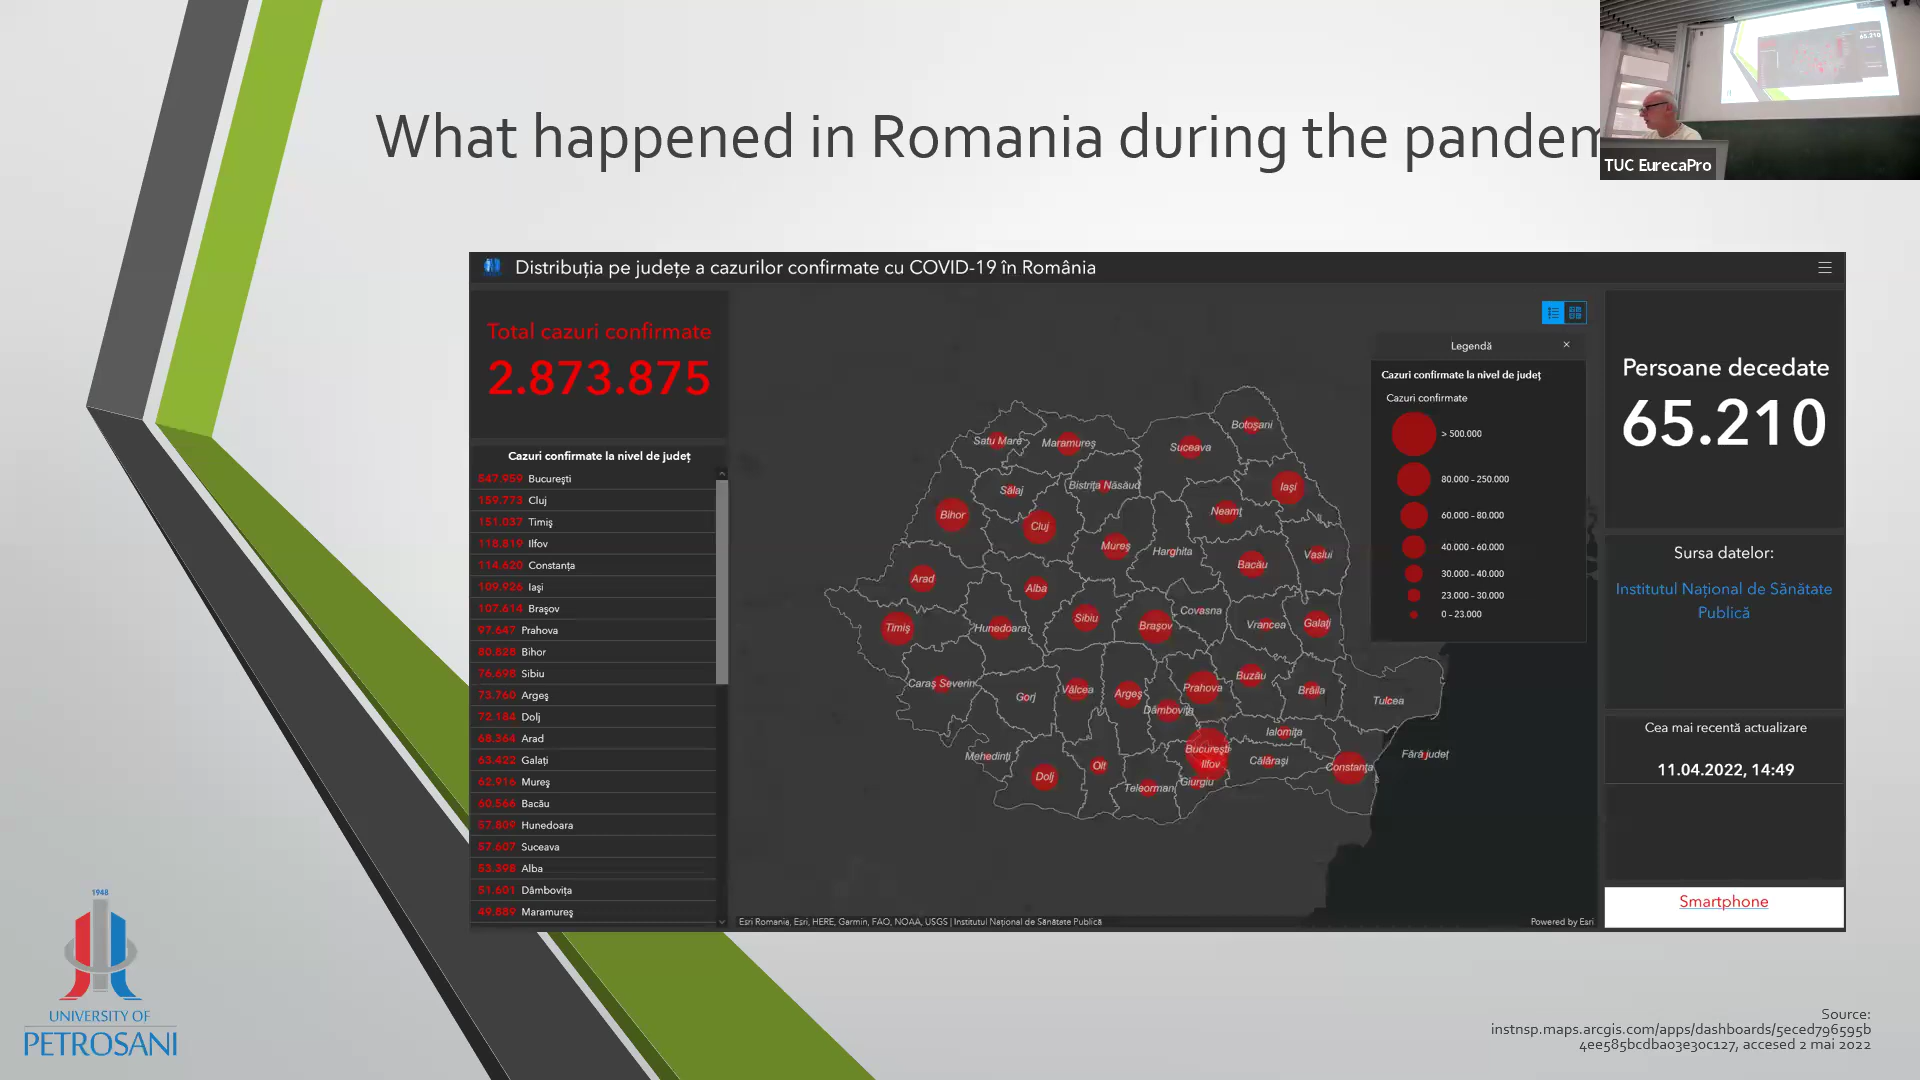 What happened in Romania during the pandem
65.210
TUC EurecaPro
Distribuția pe județe a cazurilor confirmate cu COVID-19 în România
Total cazuri confirmate
2.873.875
Cazuri confirmate la nivel de județ
547.959 București
159.773 Cluj
151.037 Timiș
118.819 Ilfov
114.620 Constanța
109.926 Iași
107.614 Brașov
97.647 Prahova
80.828 Bihor
76.698 Sibiu
73.760 Argeș
72.184 Dolj
68.364 Arad
63.422 Galați
62.916 Mureș
60.566 Bacău
57.809 Hunedoara
57.607 Suceava
53.398 Alba
51.601 Dâmbovița
49.889 Maramureș
Botoșani
Satu Mare
Maramureș
Suceava
Sălaj
Bistrița Năsăud
Iași
Bihor
Cluj
Neamț
Mureș
Harghita
Vaslui
Bacău
Arad
Alba
Covasna
Timiș
Hunedoara
Sibiu
Brașov
Vrancea
Galați
Caraș Severin
Gorj
Vâlcea
Argeș
Prahova
Buzău
Brăila
Tulcea
Dâmbovița
Ialomița
Mehedinți
București
Fără județ
Olt
Ilfov
Călărași
Constanța
Dolj
Teleorman
Giurgiu
Legendă
Cazuri confirmate la nivel de județ
Cazuri confirmate
> 500.000
80.000 – 250.000
60.000 – 80.000
40.000 – 60.000
30.000 – 40.000
23.000 – 30.000
0 – 23.000
Esri Romania, Esri, HERE, Garmin, FAO, NOAA, USGS | Institutul Național de Sănătate Publică
Powered by Esri
Persoane decedate
65.210
Sursa datelor:
Institutul Național de Sănătate
Publică
Cea mai recentă actualizare
11.04.2022, 14:49
Smartphone
1948
UNIVERSITY OF
PETROSANI
Source:
instnsp.maps.arcgis.com/apps/dashboards/5eced796595b
4ee585bcdba03e30c127, accesed 2 mai 2022